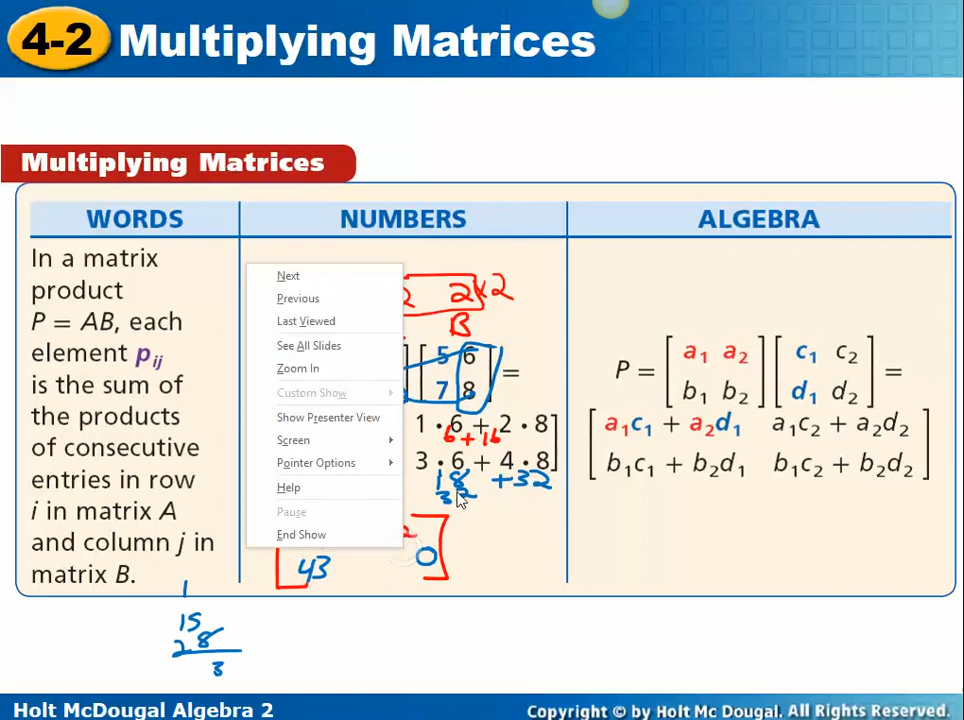 4-2 Multiplying Matrices
Multiplying Matrices
WORDS
In a matrix
product
P = AB, each
element pij
is the sum of
the products
of consecutive
entries in row
i in matrix A
and column j in
matrix B.
NUMBERS
2 2x2
B
[5 6
7 8] =
1 • 6 + 2 • 8]
6 + 16
3 • 6 + 4 • 8]
18 + 32
32
43
0
Next
Previous
Last Viewed
See All Slides
Zoom In
Custom Show
Show Presenter View
Screen
Pointer Options
Help
Pause
End Show
ALGEBRA
P = [a1 a2
b1 b2] [c1 c2
d1 d2] =
[a1c1 + a2d1 a1c2 + a2d2
b1c1 + b2d1 b1c2 + b2d2]
1
15
28
3
Holt McDougal Algebra 2
Copyright © by Holt Mc Dougal. All Rights Reserved.